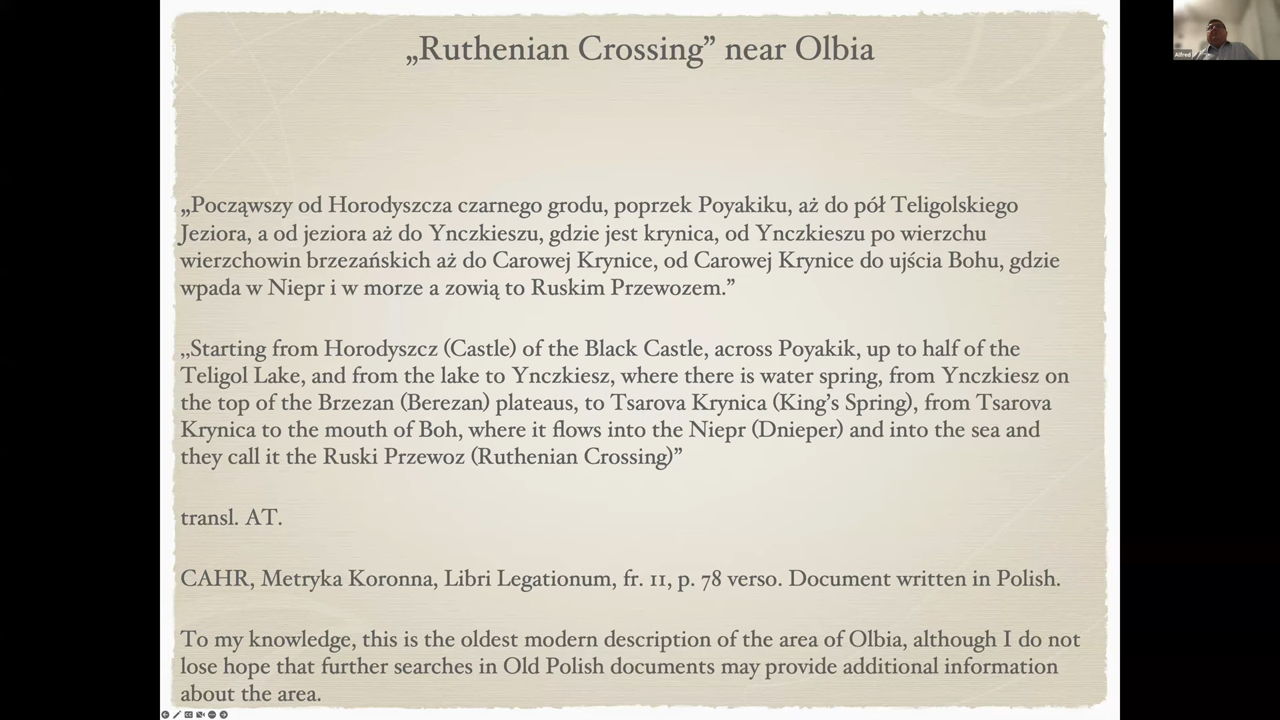 „Ruthenian Crossing” near Olbia
„Począwszy od Horodyszcza czarnego grodu, poprzek Poyakiku, aż do pół Teligolskiego
Jeziora, a od jeziora aż do Ynczkieszu, gdzie jest krynica, od Ynczkieszu po wierzchu
wierzchowin brzezańskich aż do Carowej Krynice, od Carowej Krynice do ujścia Bohu, gdzie
wpada w Niepr i w morze a zowią to Ruskim Przewozem.”
„Starting from Horodyszcz (Castle) of the Black Castle, across Poyakik, up to half of the
Teligol Lake, and from the lake to Ynczkiesz, where there is water spring, from Ynczkiesz on
the top of the Brzezan (Berezan) plateaus, to Tsarova Krynica (King’s Spring), from Tsarova
Krynica to the mouth of Boh, where it flows into the Niepr (Dnieper) and into the sea and
they call it the Ruski Przewoz (Ruthenian Crossing)”
transl. AT.
CAHR, Metryka Koronna, Libri Legationum, fr. 11, p. 78 verso. Document written in Polish.
To my knowledge, this is the oldest modern description of the area of Olbia, although I do not
lose hope that further searches in Old Polish documents may provide additional information
about the area.
Alfred